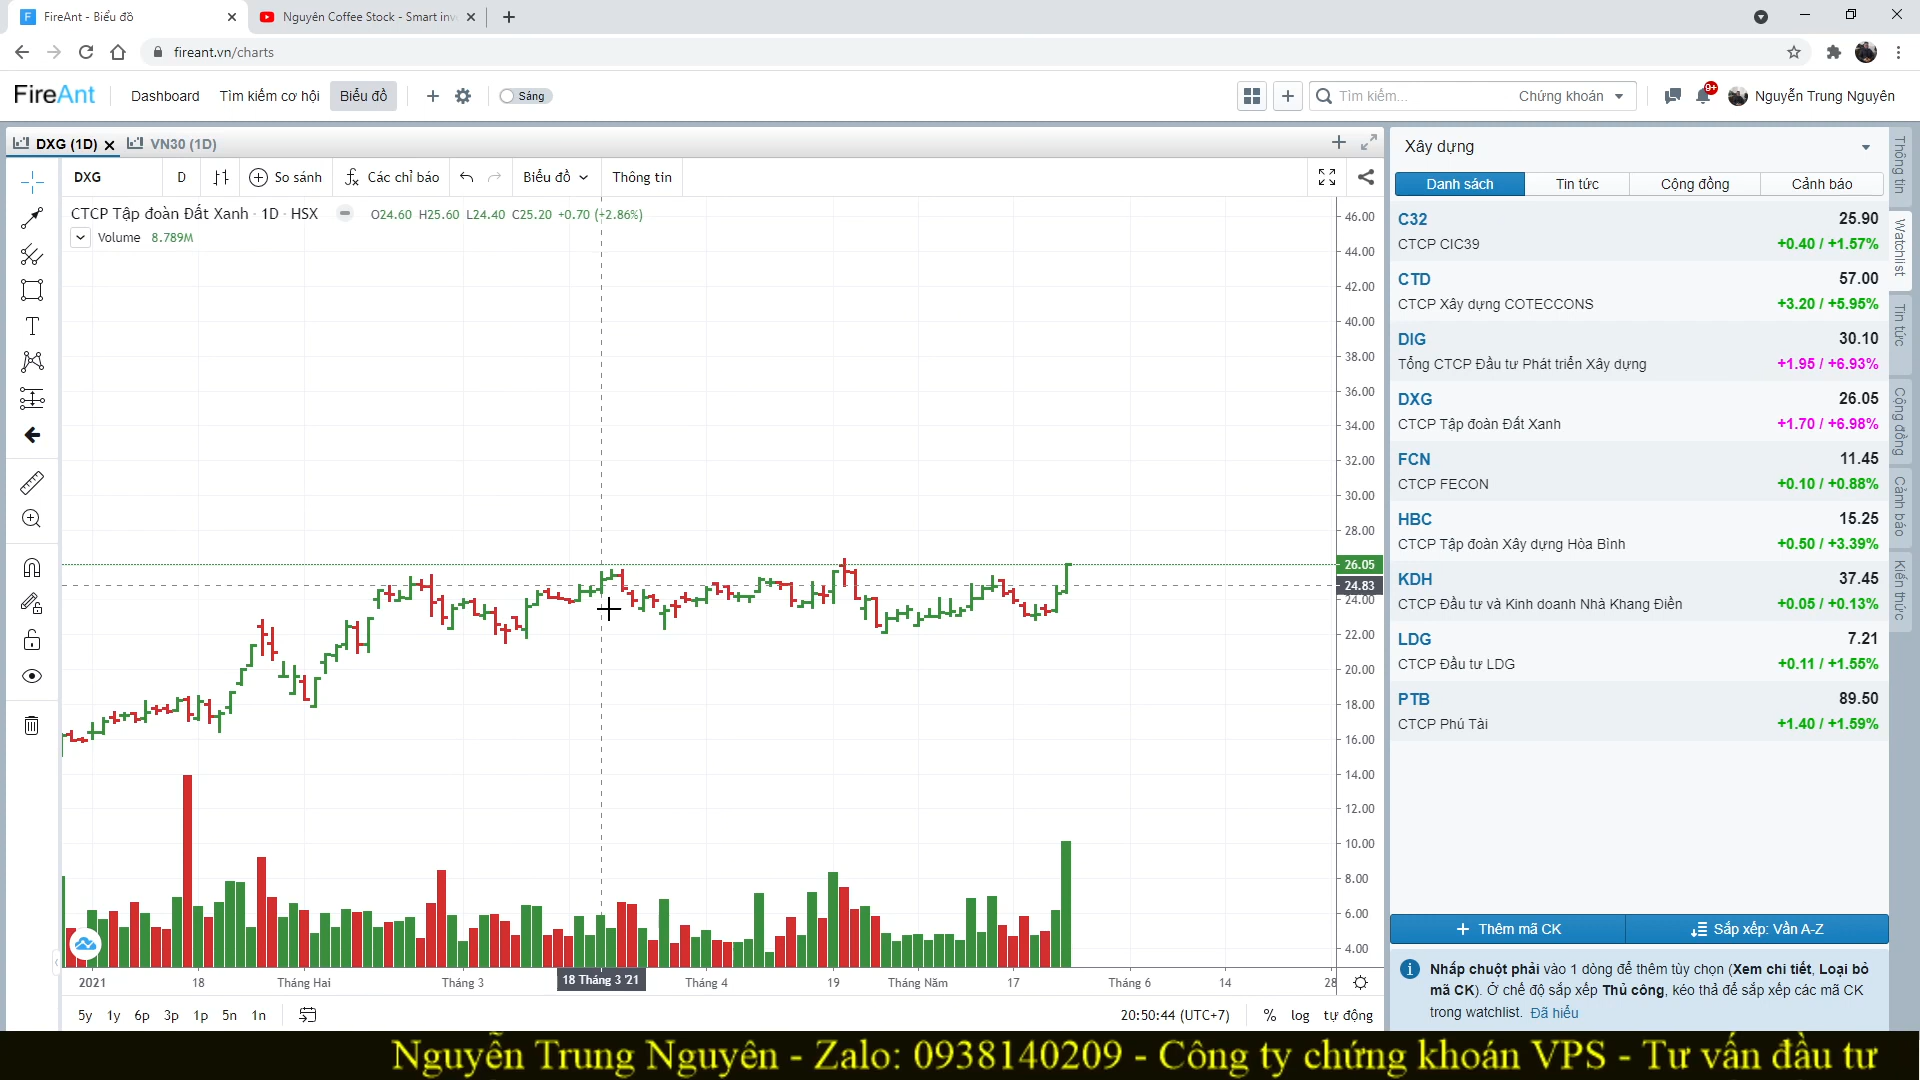 FireAnt - Biểu đồ
Nguyên Coffee Stock - Smart inv
fireant.vn/charts
FireAnt
Dashboard
Tìm kiếm cơ hội
Biểu đồ
Sáng
Tìm kiếm...
Chứng khoán
9+
Nguyễn Trung Nguyên
DXG (1D)
VN30 (1D)
DXG
D
So sánh
Các chỉ báo
Biểu đồ
Thông tin
CTCP Tập đoàn Đất Xanh · 1D · HSX
O24.60 H25.60 L24.40 C25.20 +0.70 (+2.86%)
Volume 8.789M
46.00
44.00
42.00
40.00
38.00
36.00
34.00
32.00
30.00
28.00
26.05
24.83
24.00
22.00
20.00
18.00
16.00
14.00
12.00
10.00
8.00
6.00
4.00
2021
18
Tháng Hai
Tháng 3
18 Tháng 3 '21
Tháng 4
19
Tháng Năm
17
Tháng 6
14
28
5y 1y 6p 3p 1p 5n 1n
20:50:44 (UTC+7)
% log tự động
Xây dựng
Danh sách
Tin tức
Cộng đồng
Cảnh báo
C32 25.90
CTCP CIC39 +0.40 / +1.57%
CTD 57.00
CTCP Xây dựng COTECCONS +3.20 / +5.95%
DIG 30.10
Tổng CTCP Đầu tư Phát triển Xây dựng +1.95 / +6.93%
DXG 26.05
CTCP Tập đoàn Đất Xanh +1.70 / +6.98%
FCN 11.45
CTCP FECON +0.10 / +0.88%
HBC 15.25
CTCP Tập đoàn Xây dựng Hòa Bình +0.50 / +3.39%
KDH 37.45
CTCP Đầu tư và Kinh doanh Nhà Khang Điền +0.05 / +0.13%
LDG 7.21
CTCP Đầu tư LDG +0.11 / +1.55%
PTB 89.50
CTCP Phú Tài +1.40 / +1.59%
Thêm mã CK
Sắp xếp: Vần A-Z
Nhấp chuột phải vào 1 dòng để thêm tùy chọn (Xem chi tiết, Loại bỏ
mã CK). Ở chế độ sắp xếp Thủ công, kéo thả để sắp xếp các mã CK
trong watchlist. Đã hiểu
Thông tin
Watchlist
Tin tức
Cộng đồng
Cảnh báo
Kiến thức
Nguyễn Trung Nguyên - Zalo: 0938140209 - Công ty chứng khoán VPS - Tư vấn đầu tư